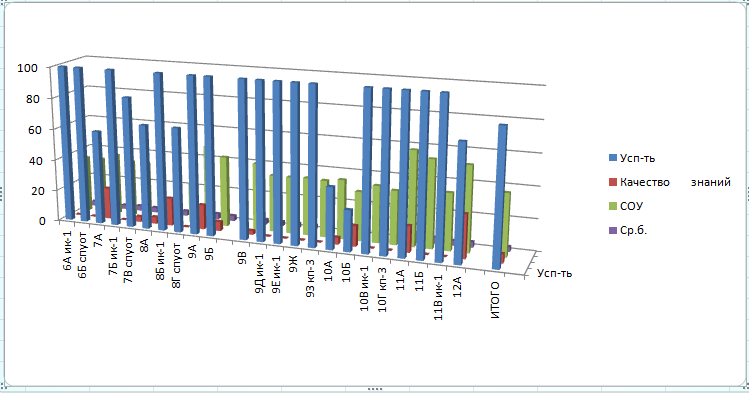 100
80
60
40
20
0
6А ик-1
6Б спуот
7А
7Б ик-1
7В спуот
8А
8Б ик-1
8Г спуот
9А
9Б
9В
9Д ик-1
9Е ик-1
9Ж
9З кп-3
10А
10Б
10В ик-1
10Г кп-3
11А
11Б
11В ик-1
12А
ИТОГО
Усп-ть
Усп-ть
Качество знаний
СОУ
Ср.б.